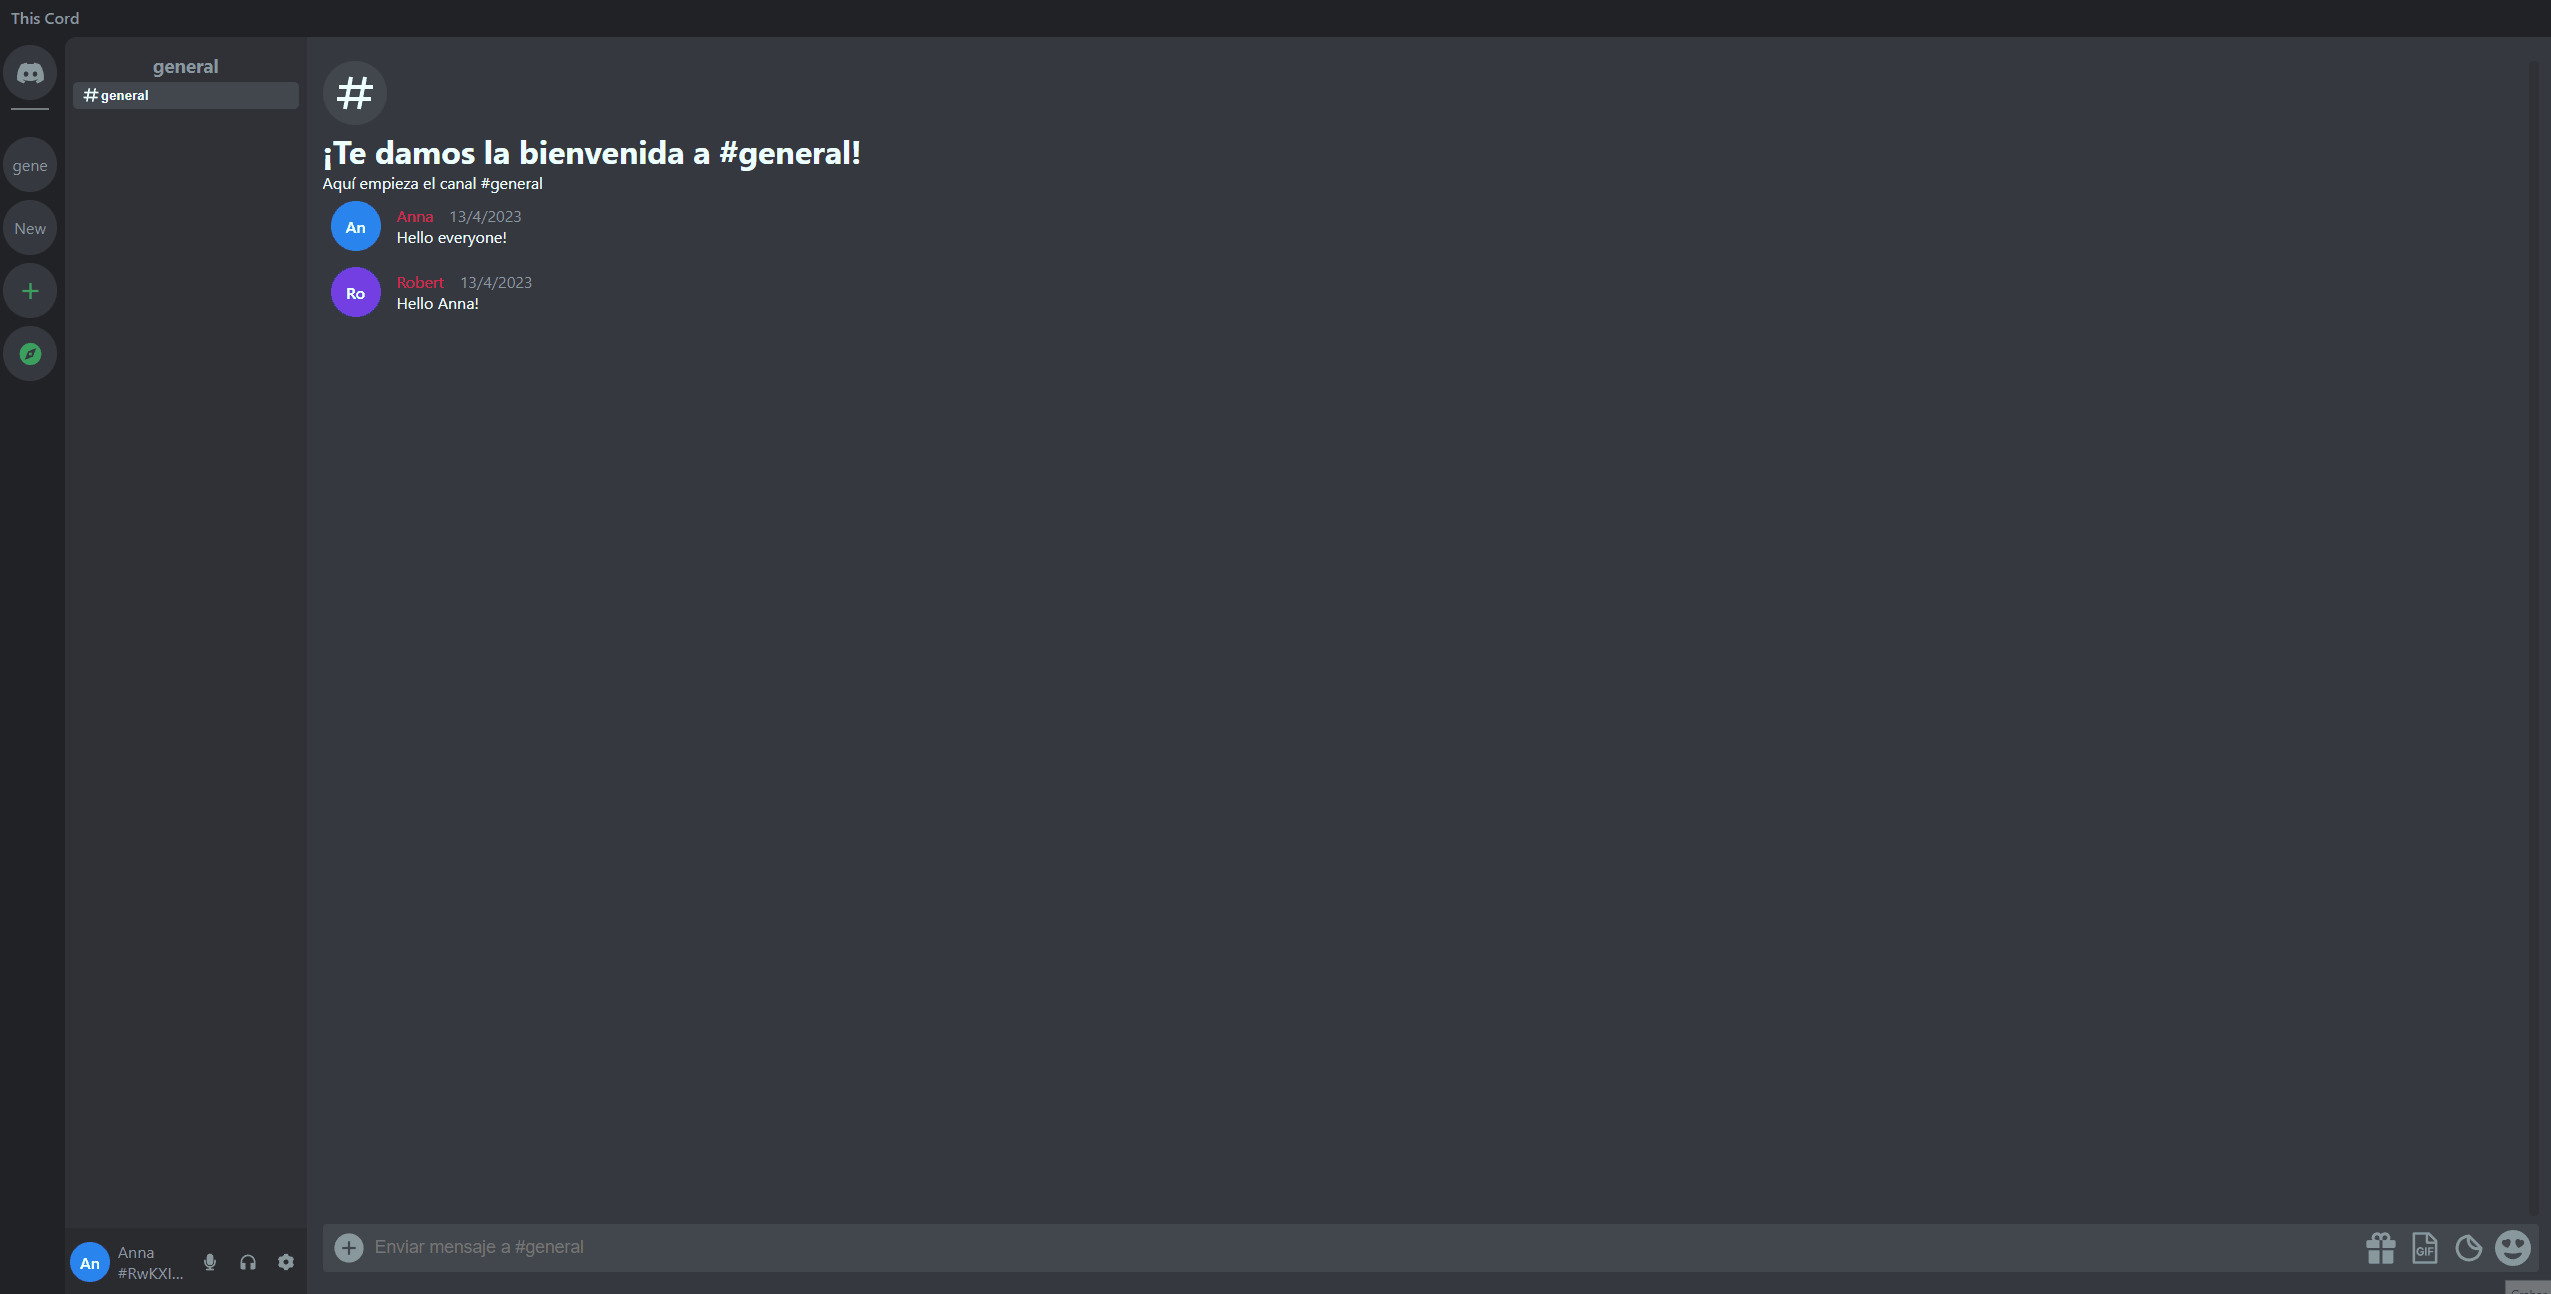 This Cord
general
#general
gene
New
¡Te damos la bienvenida a #general!
Aquí empieza el canal #general
An
Anna 13/4/2023
Hello everyone!
Ro
Robert 13/4/2023
Hello Anna!
An
Anna
#RwKXI...
Enviar mensaje a #general
GIF